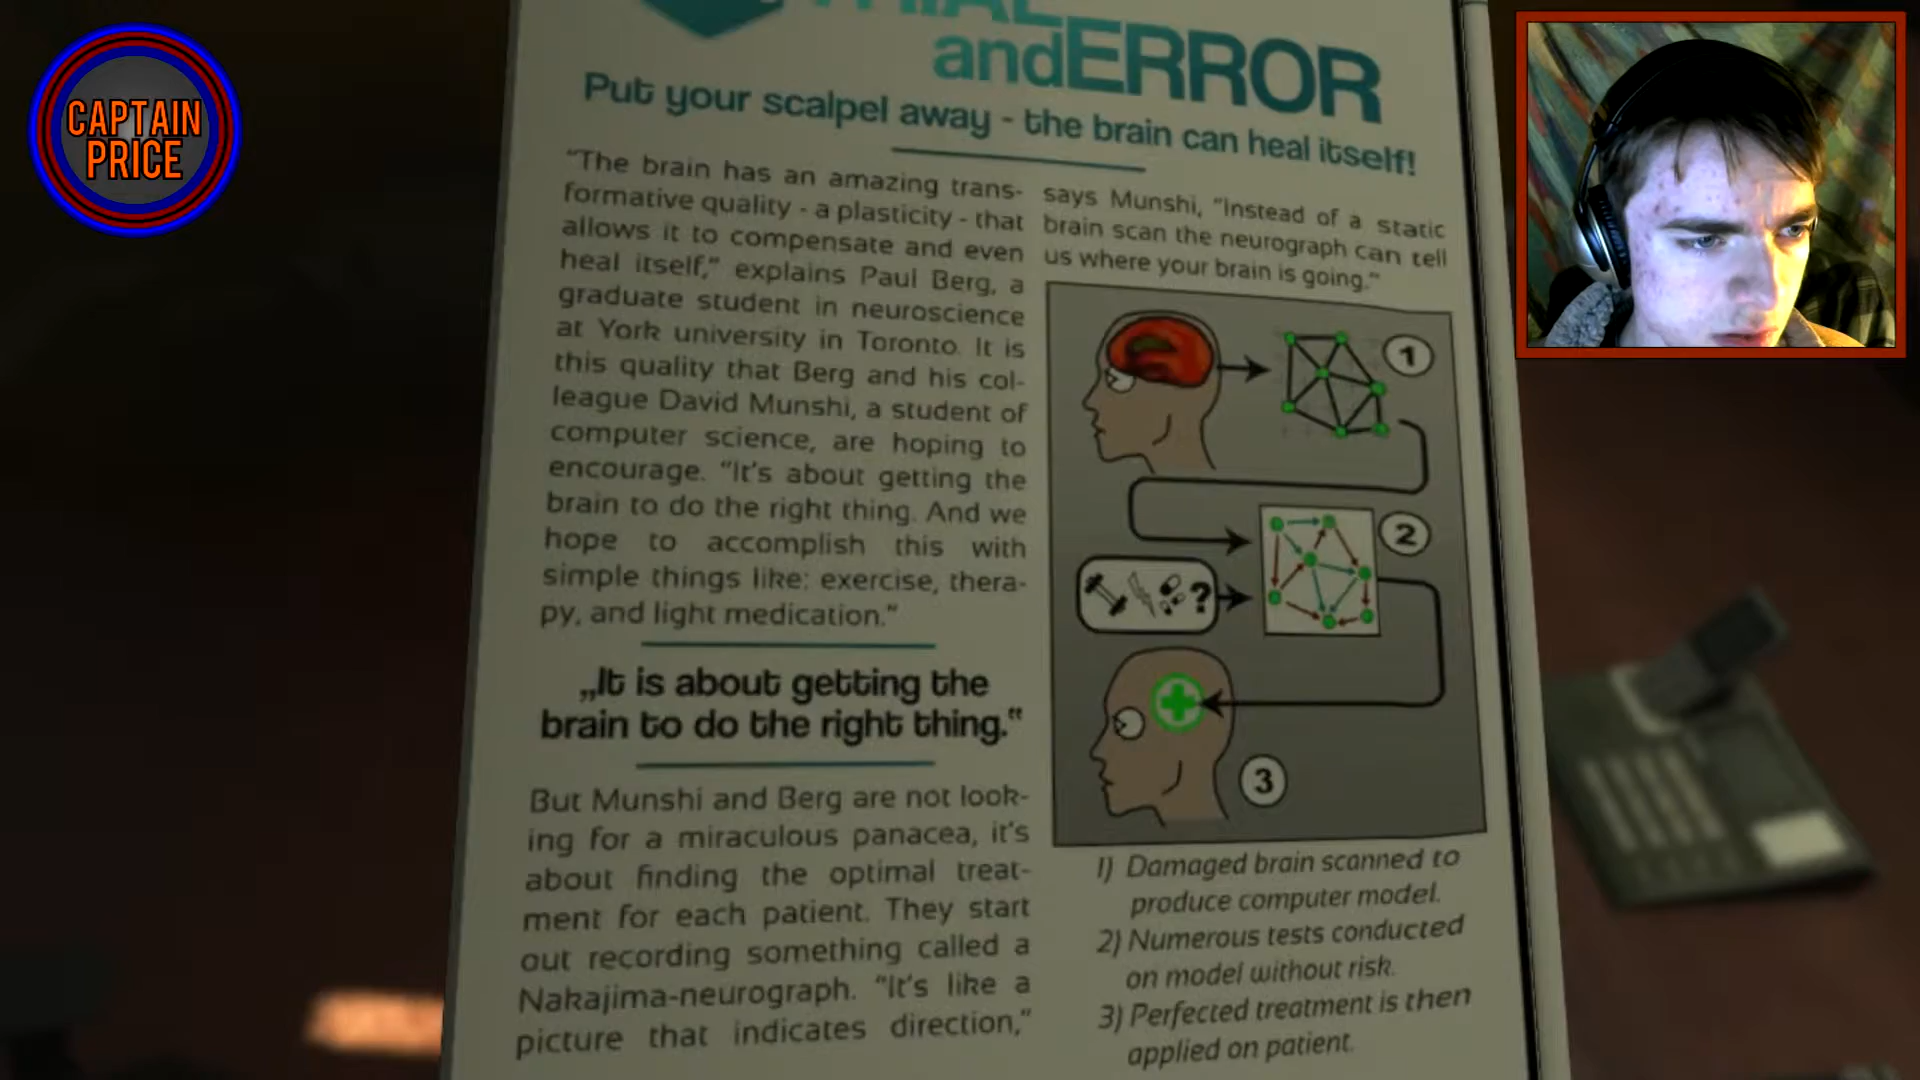 CAPTAIN
PRICE
TRIAL
andERROR
Put your scalpel away - the brain can heal itself!
"The brain has an amazing trans-
formative quality - a plasticity - that
allows it to compensate and even
heal itself," explains Paul Berg, a
graduate student in neuroscience
at York university in Toronto. It is
this quality that Berg and his col-
league David Munshi, a student of
computer science, are hoping to
encourage. "It's about getting the
brain to do the right thing. And we
hope to accomplish this with
simple things like: exercise, thera-
py, and light medication."
„It is about getting the
brain to do the right thing."
But Munshi and Berg are not look-
ing for a miraculous panacea, it's
about finding the optimal treat-
ment for each patient. They start
out recording something called a
Nakajima-neurograph. "It's like a
picture that indicates direction,"
says Munshi, "Instead of a static
brain scan the neurograph can tell
us where your brain is going."
1
2
?
3
1) Damaged brain scanned to
produce computer model.
2) Numerous tests conducted
on model without risk.
3) Perfected treatment is then
applied on patient.